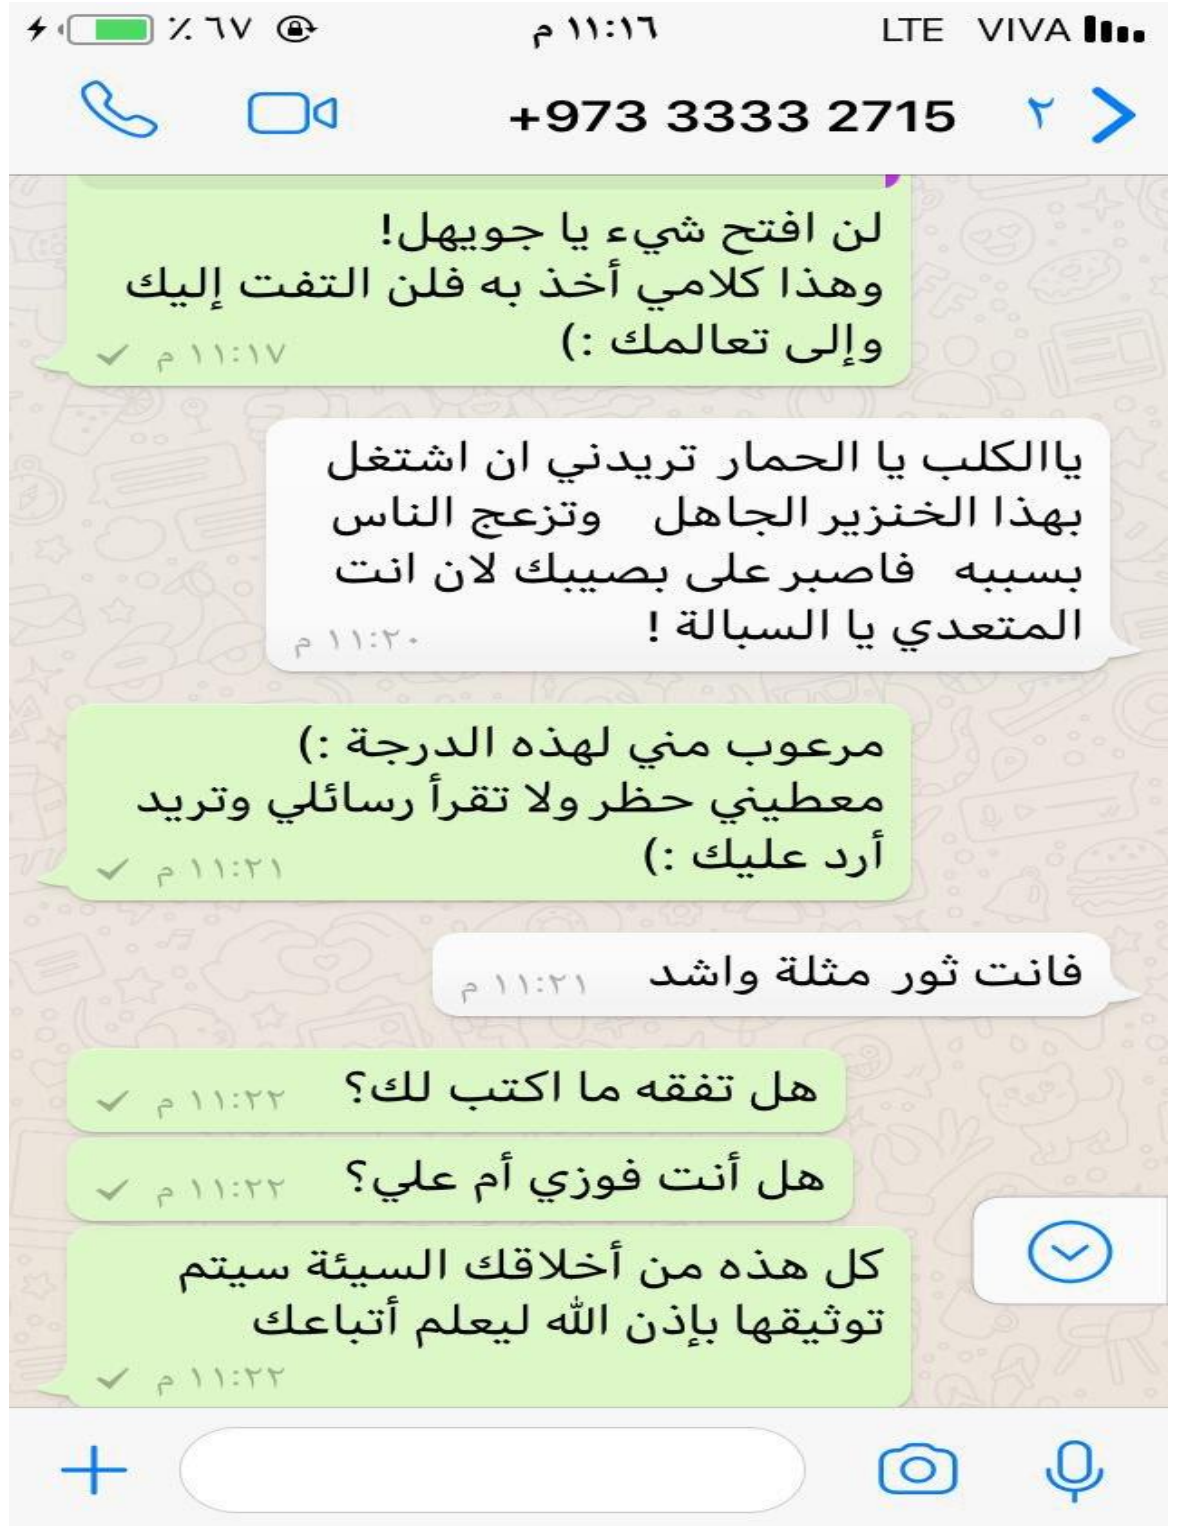 ٪ ٦٧ ١١:١٦ م LTE VIVA
+973 3333 2715 ٢
لن افتح شيء يا جويهل!
وهذا كلامي أخذ به فلن التفت إليك
وإلى تعالمك :)
١١:١٧ م
ياالكلب يا الحمار تريدني ان اشتغل
بهذا الخنزير الجاهل وتزعج الناس
بسببه فاصبر على بصيبك لان انت
المتعدي يا السبالة !
١١:٢٠ م
مرعوب مني لهذه الدرجة :)
معطيني حظر ولا تقرأ رسائلي وتريد
أرد عليك :)
١١:٢١ م
فانت ثور مثلة واشد
١١:٢١ م
هل تفقه ما اكتب لك؟
١١:٢٢ م
هل أنت فوزي أم علي؟
١١:٢٢ م
كل هذه من أخلاقك السيئة سيتم
توثيقها بإذن الله ليعلم أتباعك
١١:٢٢ م